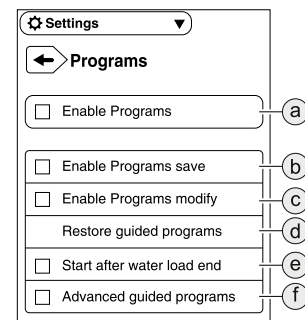 Settings
Programs
Enable Programs a
Enable Programs save b
Enable Programs modify c
Restore guided programs d
Start after water load end e
Advanced guided programs f